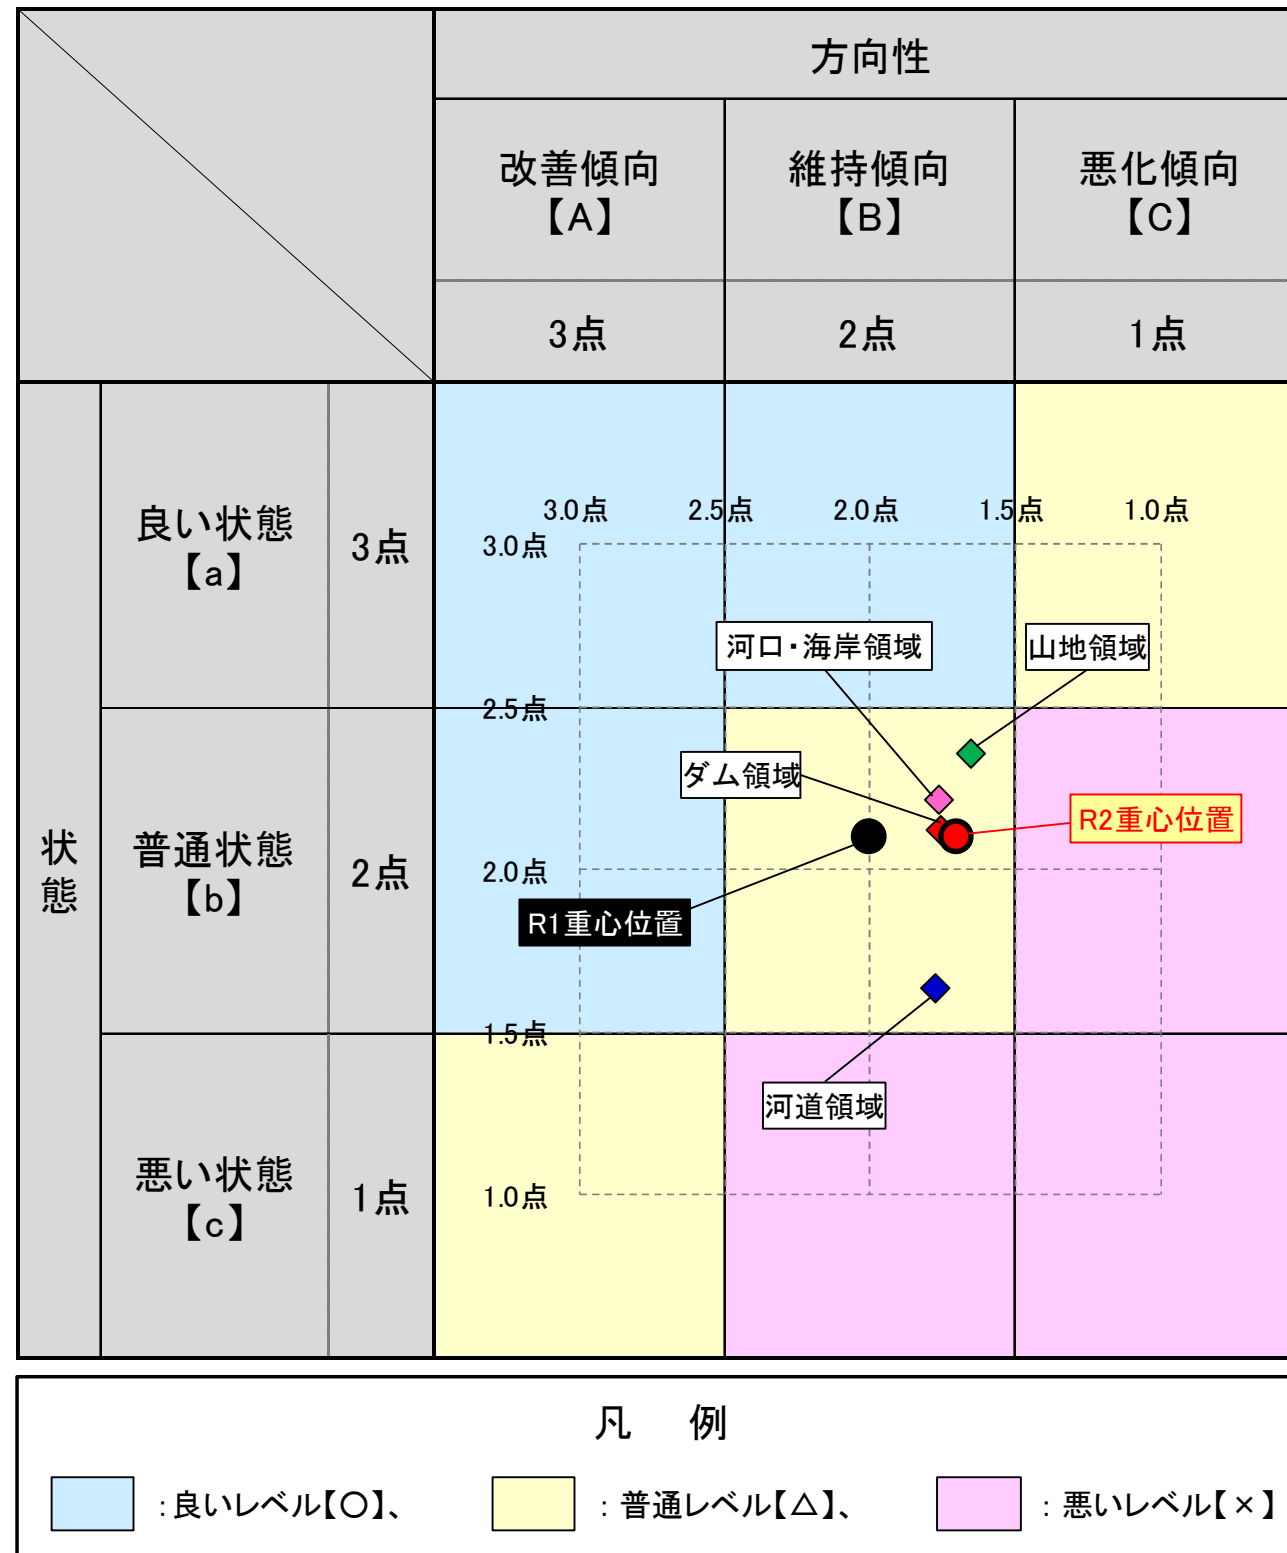 方向性
改善傾向
【A】
維持傾向
【B】
悪化傾向
【C】
3点
2点
1点
状態
良い状態
【a】
3点
普通状態
【b】
2点
悪い状態
【c】
1点
3.0点
2.5点
2.0点
1.5点
1.0点
3.0点
河口・海岸領域
山地領域
2.5点
ダム領域
R2重心位置
2.0点
R1重心位置
1.5点
河道領域
1.0点
凡 例
：良いレベル【○】、
：普通レベル【△】、
：悪いレベル【×】